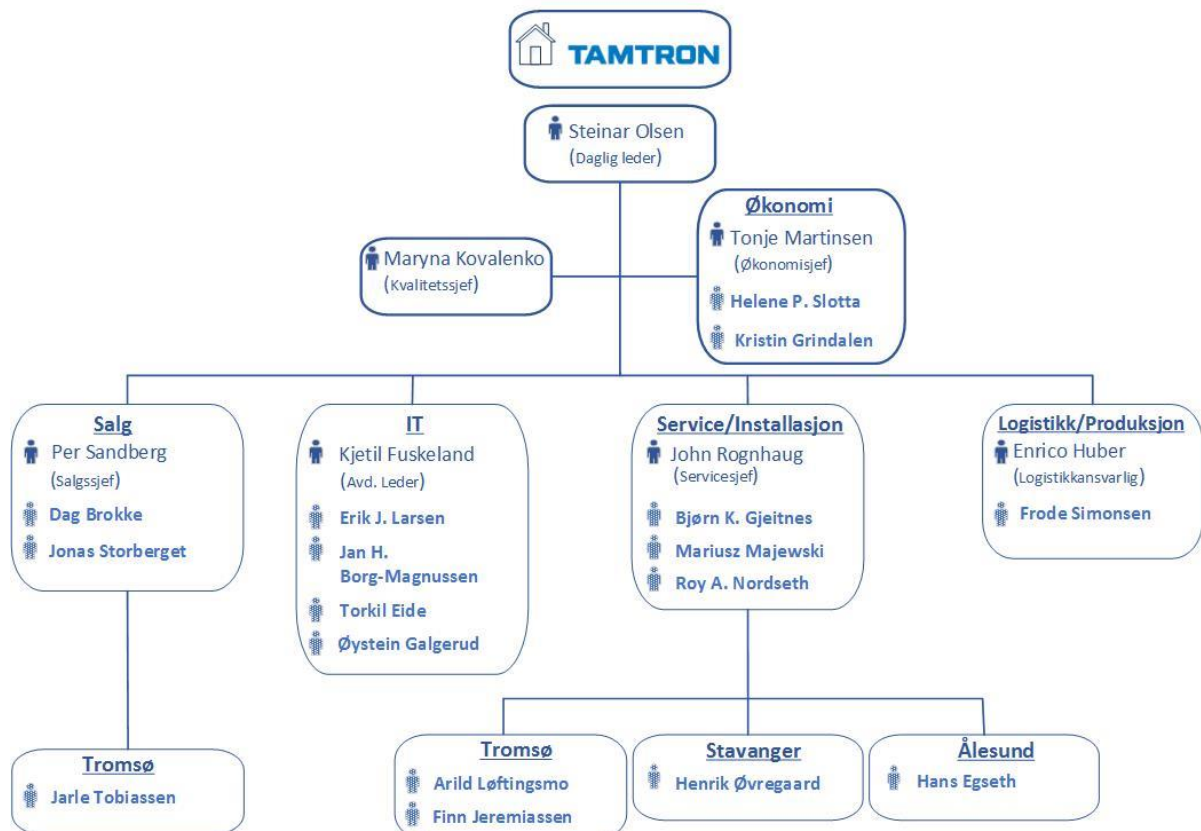 TAMTRON
Steinar Olsen
(Daglig leder)
Maryna Kovalenko
(Kvalitetssjef)
Økonomi
Tonje Martinsen
(Økonomisjef)
Helene P. Slotta
Kristin Grindalen
Salg
Per Sandberg
(Salgssjef)
Dag Brokke
Jonas Storberget
IT
Kjetil Fuskeland
(Avd. Leder)
Erik J. Larsen
Jan H.
Borg-Magnussen
Torkil Eide
Øystein Galgerud
Service/Installasjon
John Rognhaug
(Servicesjef)
Bjørn K. Gjeitnes
Mariusz Majewski
Roy A. Nordseth
Logistikk/Produksjon
Enrico Huber
(Logistikkansvarlig)
Frode Simonsen
Tromsø
Jarle Tobiassen
Tromsø
Arild Løftingsmo
Finn Jeremiassen
Stavanger
Henrik Øvregaard
Ålesund
Hans Egseth